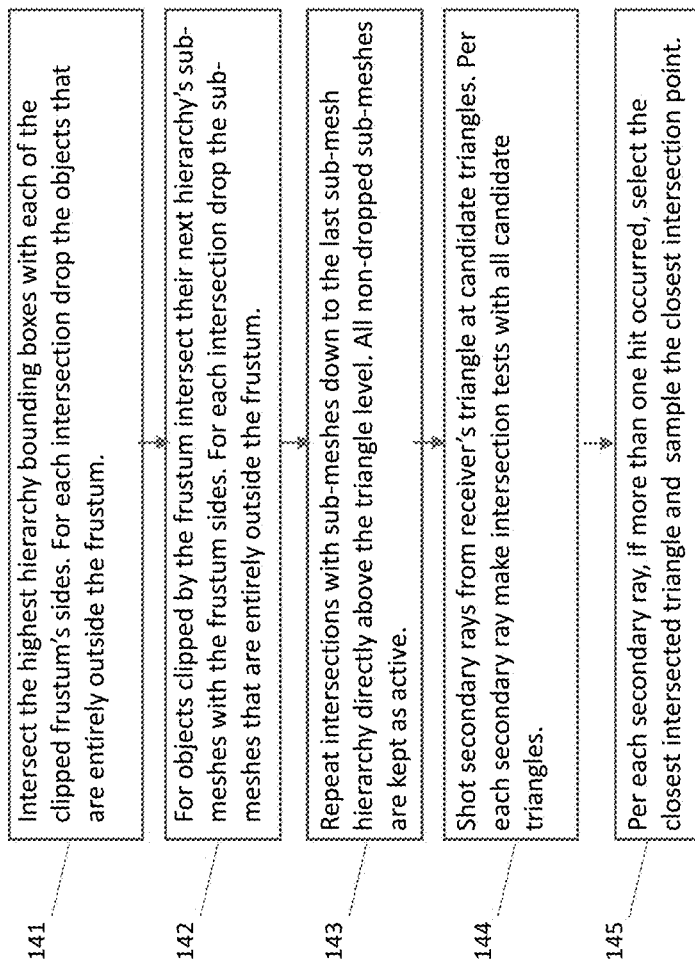 141
Intersect the highest hierarchy bounding boxes with each of the
clipped frustum's sides. For each intersection drop the objects that
are entirely outside the frustum.
142
For objects clipped by the frustum intersect their next hierarchy's sub-
meshes with the frustum sides. For each intersection drop the sub-
meshes that are entirely outside the frustum.
143
Repeat intersections with sub-meshes down to the last sub-mesh
hierarchy directly above the triangle level. All non-dropped sub-meshes
are kept as active.
144
Shot secondary rays from receiver's triangle at candidate triangles. Per
each secondary ray make intersection tests with all candidate
triangles.
145
Per each secondary ray, if more than one hit occurred, select the
closest intersected triangle and sample the closest intersection point.